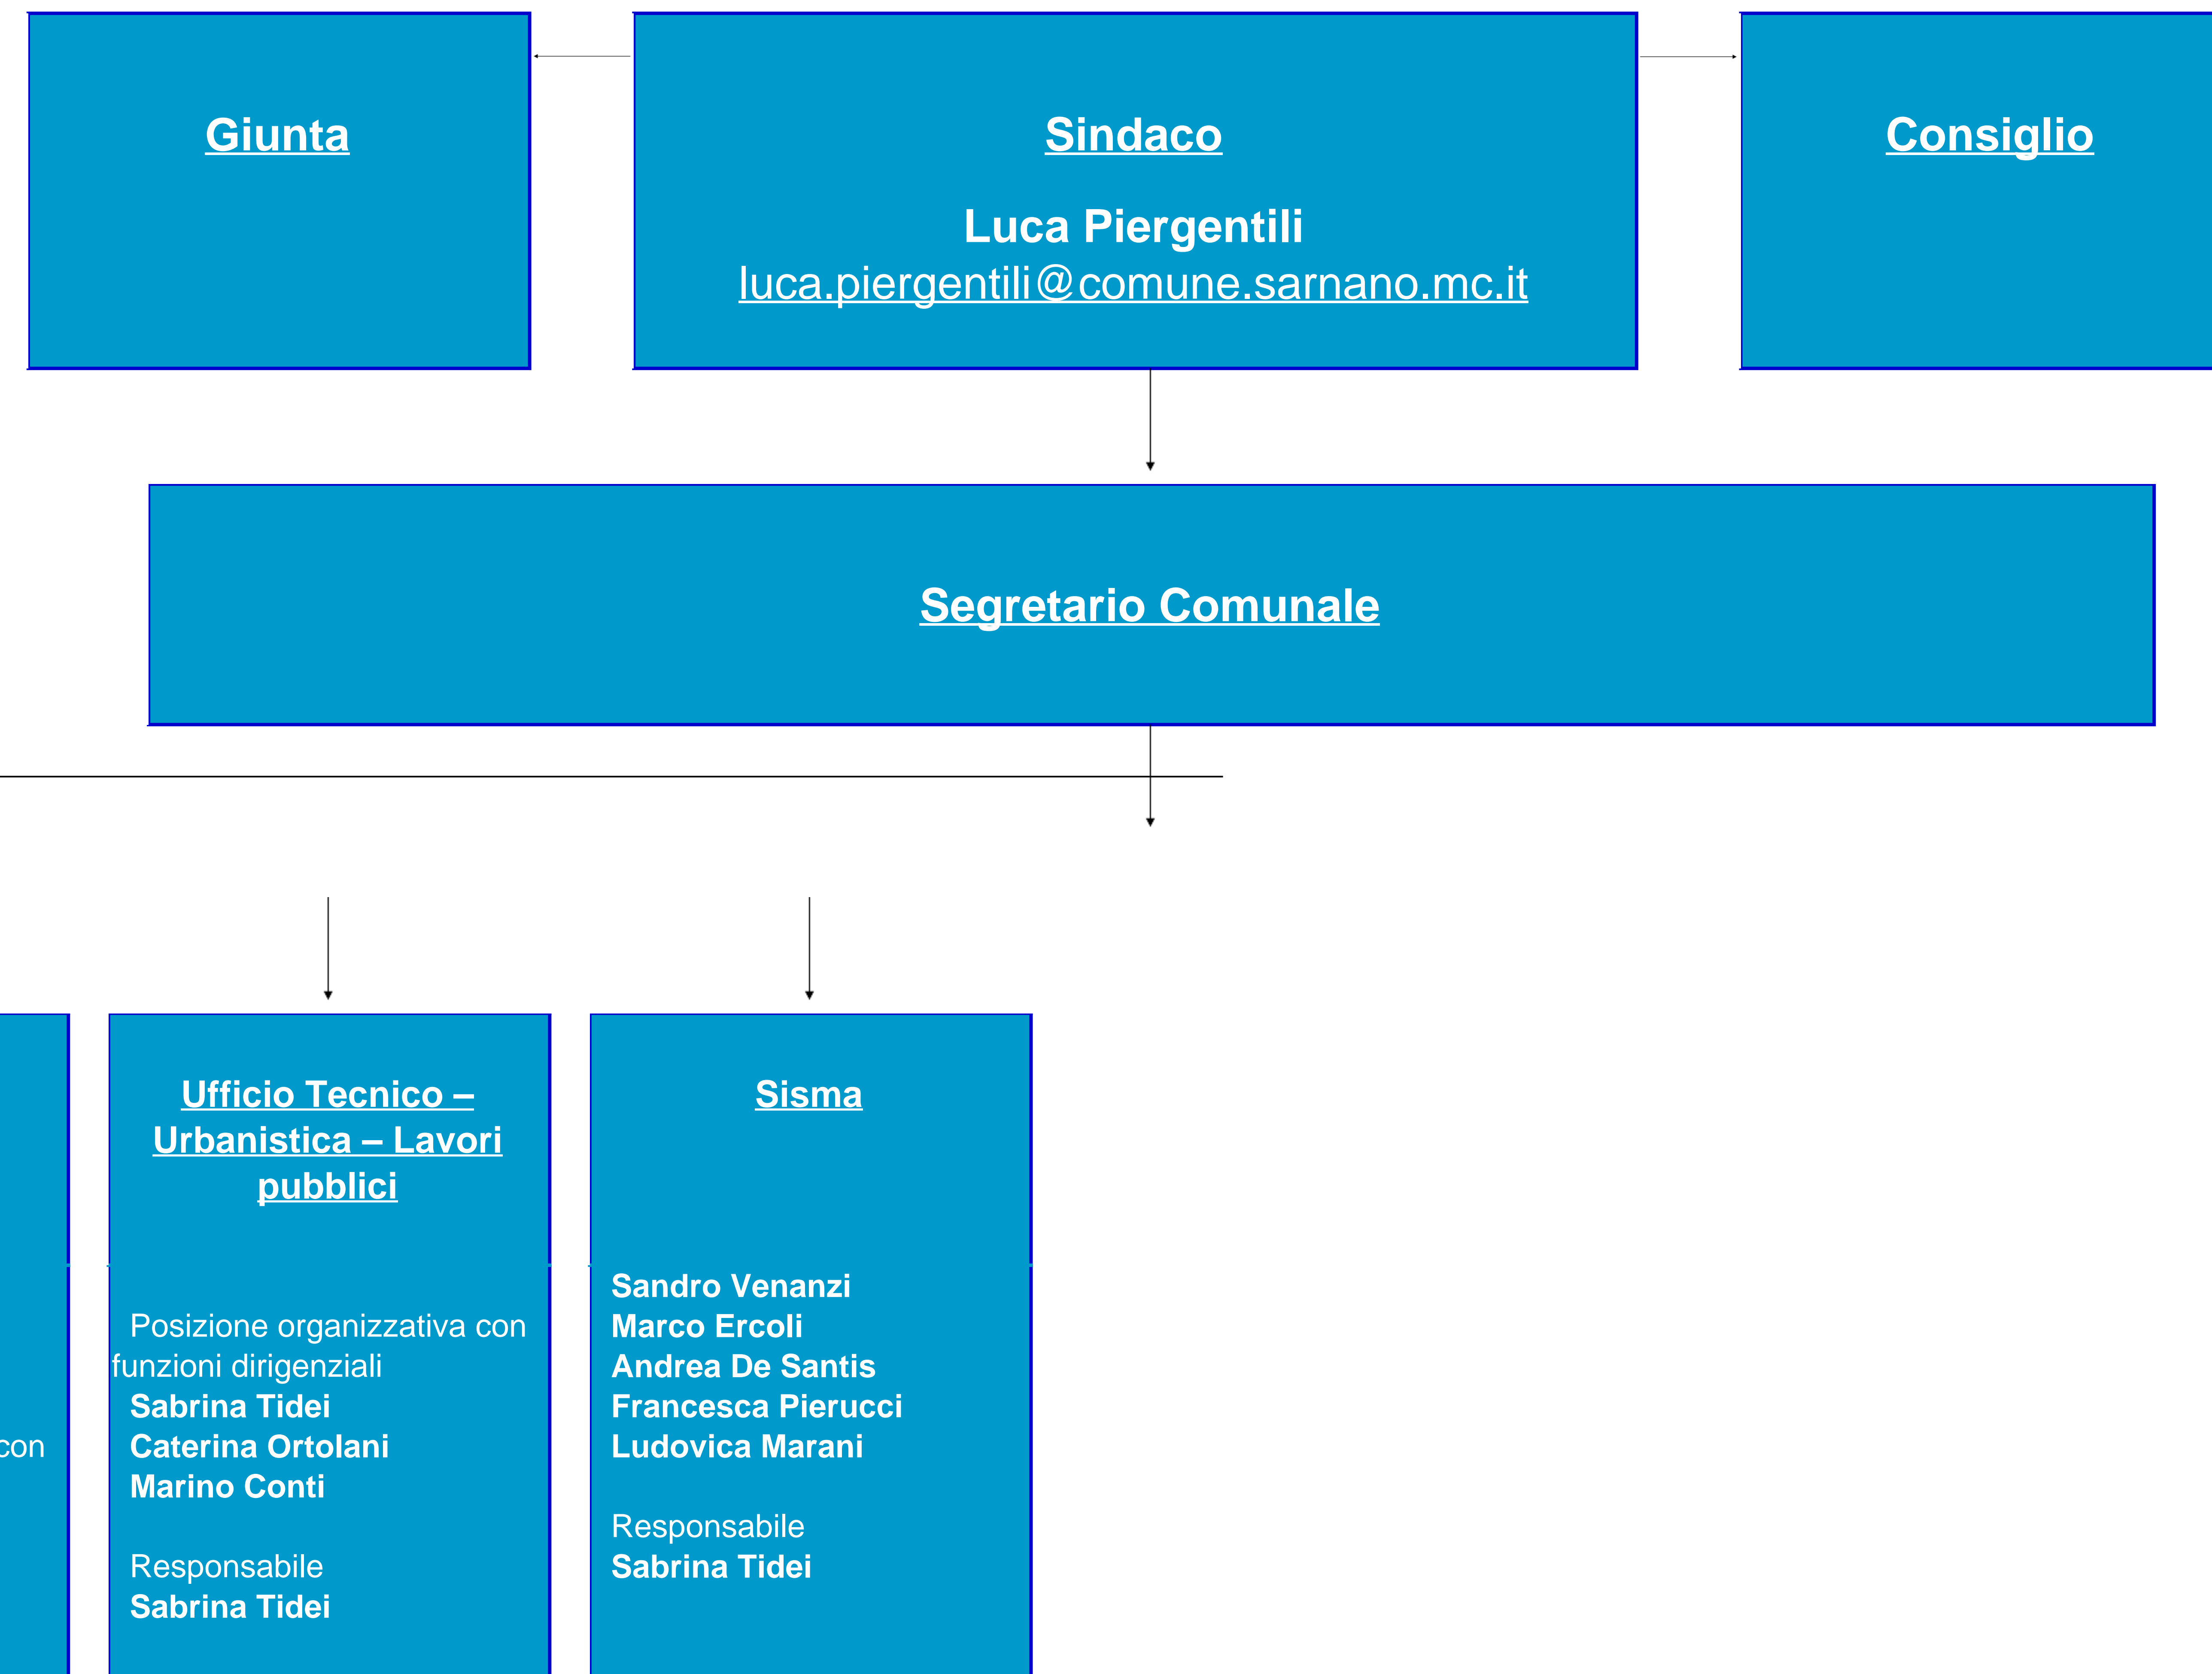 Giunta
Sindaco
Luca Piergentili
luca.piergentili@comune.sarnano.mc.it
Consiglio
Segretario Comunale
con
Ufficio Tecnico –
Urbanistica – Lavori
pubblici
Posizione organizzativa con
funzioni dirigenziali
Sabrina Tidei
Caterina Ortolani
Marino Conti
Responsabile
Sabrina Tidei
Sisma
Sandro Venanzi
Marco Ercoli
Andrea De Santis
Francesca Pierucci
Ludovica Marani
Responsabile
Sabrina Tidei